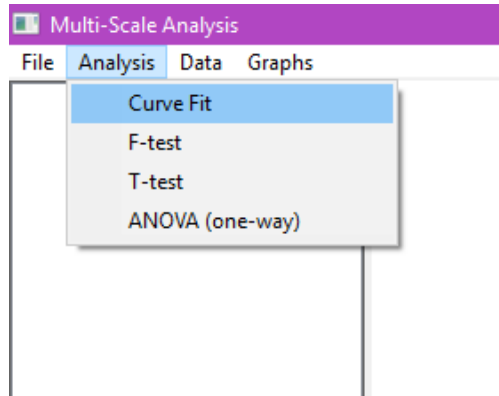 Multi-Scale Analysis
File Analysis Data Graphs
Curve Fit
F-test
T-test
ANOVA (one-way)